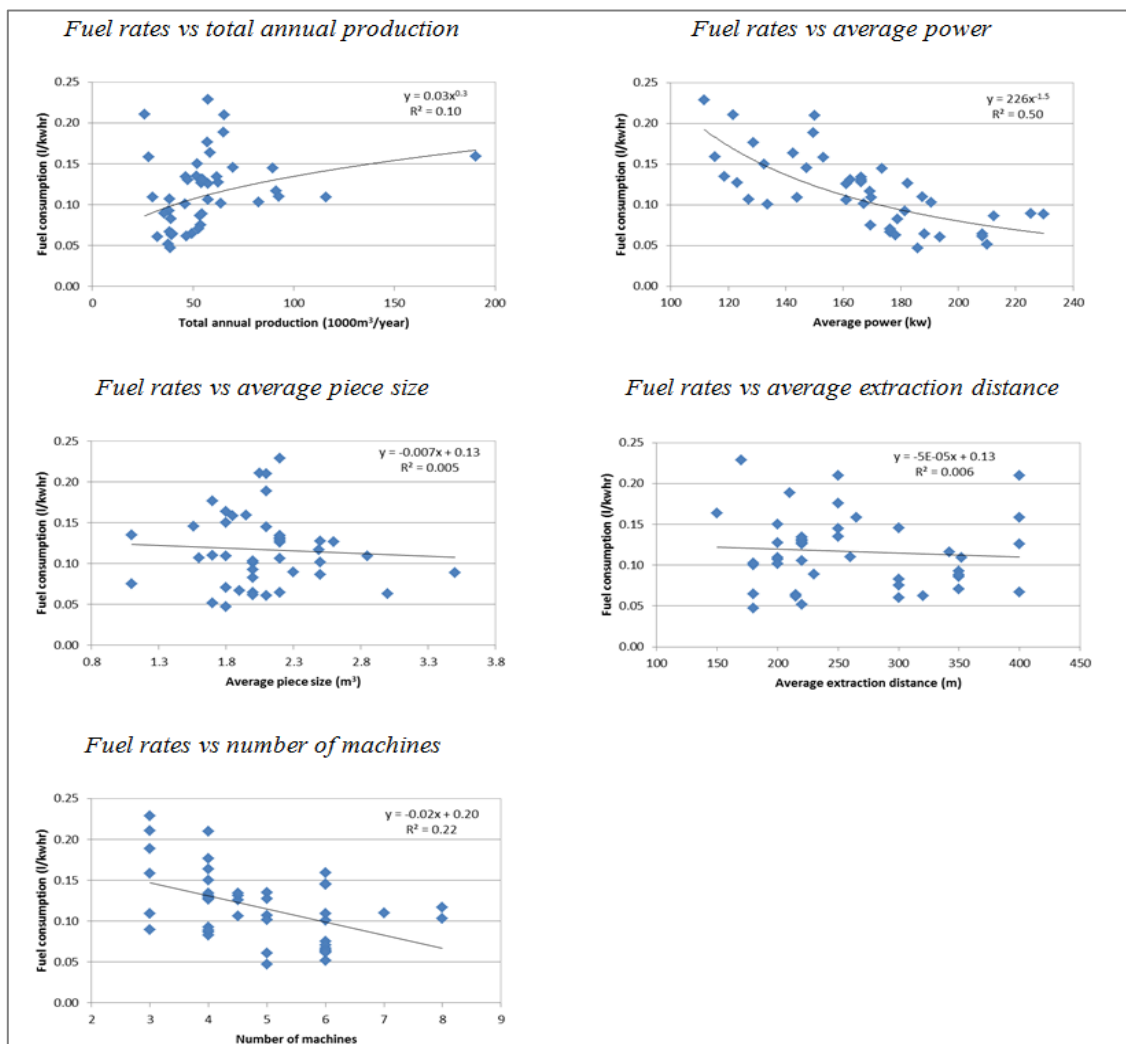 Fuel rates vs total annual production
y = 0.03x^0.3
R² = 0.10
Fuel consumption (l/kwhr)
0.25
0.20
0.15
0.10
0.05
0.00
0 50 100 150 200
Total annual production (1000m³/year)
Fuel rates vs average power
y = 226x^-1.5
R² = 0.50
Fuel consumption (l/kwhr)
0.25
0.20
0.15
0.10
0.05
0.00
100 120 140 160 180 200 220 240
Average power (kw)
Fuel rates vs average piece size
y = -0.007x + 0.13
R² = 0.005
Fuel consumption (l/kwhr)
0.25
0.20
0.15
0.10
0.05
0.00
0.8 1.3 1.8 2.3 2.8 3.3 3.8
Average piece size (m³)
Fuel rates vs average extraction distance
y = -5E-05x + 0.13
R² = 0.006
Fuel consumption (l/kwhr)
0.25
0.20
0.15
0.10
0.05
0.00
100 150 200 250 300 350 400 450
Average extraction distance (m)
Fuel rates vs number of machines
y = -0.02x + 0.20
R² = 0.22
Fuel consumption (l/kwhr)
0.25
0.20
0.15
0.10
0.05
0.00
2 3 4 5 6 7 8 9
Number of machines